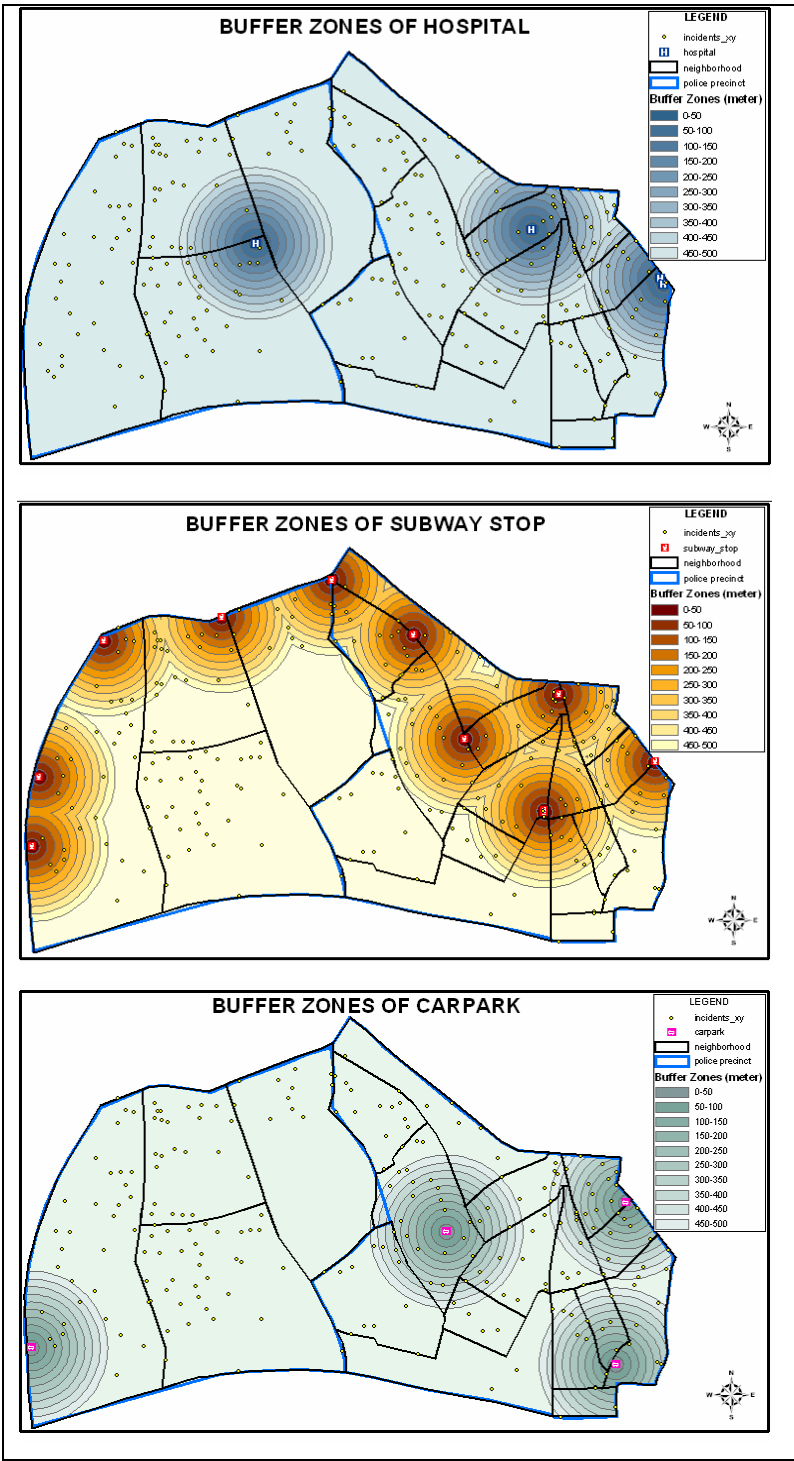 BUFFER ZONES OF HOSPITAL
LEGEND
incidents_xy
H hospital
neighborhood
police precinct
Buffer Zones (meter)
0-50
50-100
100-150
150-200
200-250
250-300
300-350
350-400
400-450
450-500
H
H
H
N
W E
S
BUFFER ZONES OF SUBWAY STOP
LEGEND
incidents_xy
subway_stop
neighborhood
police precinct
Buffer Zones (meter)
0-50
50-100
100-150
150-200
200-250
250-300
300-350
350-400
400-450
450-500
N
W E
S
BUFFER ZONES OF CARPARK
LEGEND
incidents_xy
carpark
neighborhood
police precinct
Buffer Zones (meter)
0-50
50-100
100-150
150-200
200-250
250-300
300-350
350-400
400-450
450-500
N
W E
S